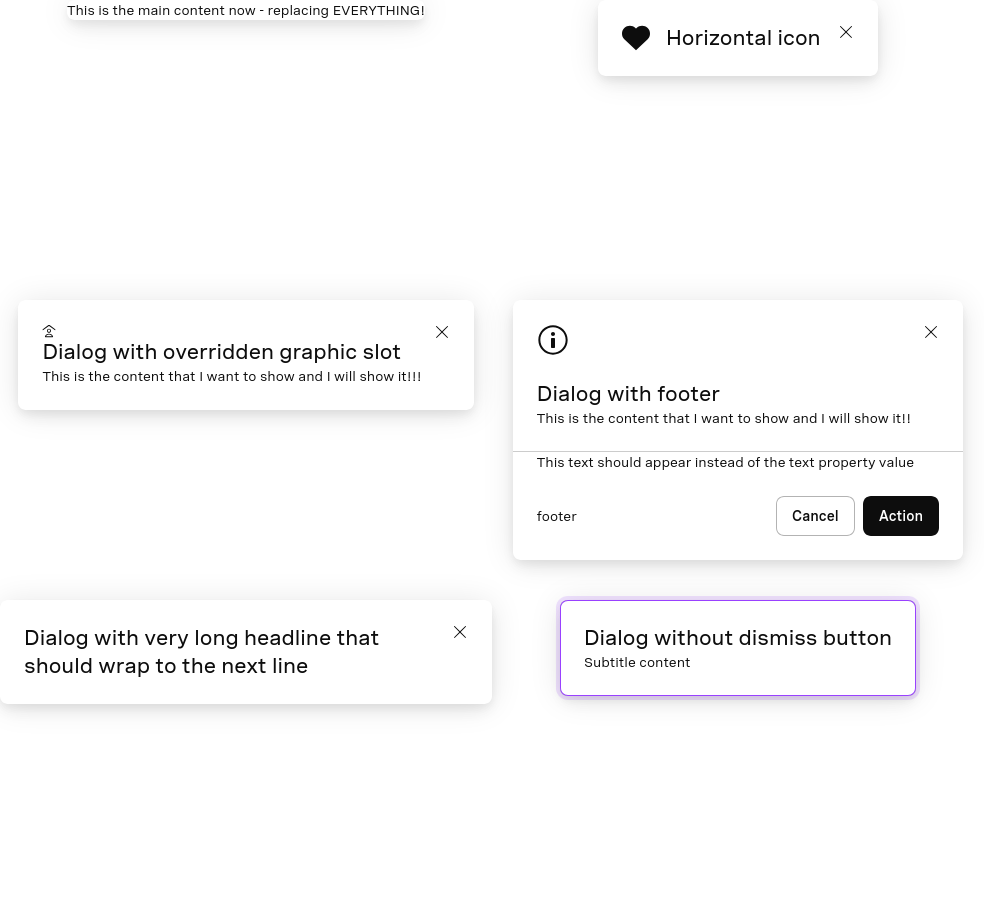 This is the main content now - replacing EVERYTHING!
Horizontal icon
Dialog with overridden graphic slot
This is the content that I want to show and I will show it!!!
Dialog with footer
This is the content that I want to show and I will show it!!
This text should appear instead of the text property value
footer
Cancel
Action
Dialog with very long headline that
should wrap to the next line
Dialog without dismiss button
Subtitle content